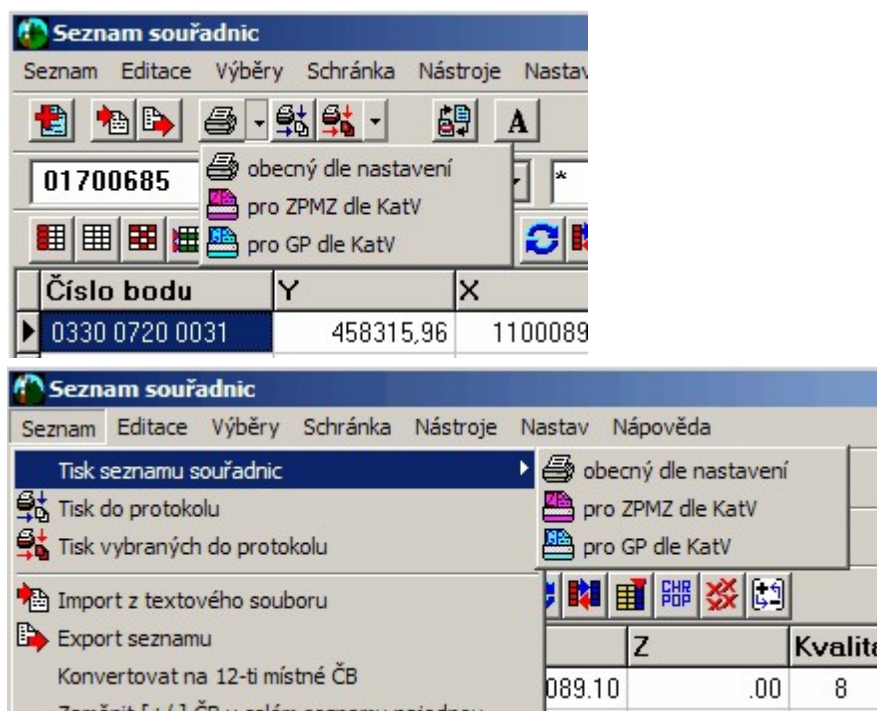 Seznam souřadnic
Seznam Editace Výběry Schránka Nástroje Nastav
A
obecný dle nastavení
01700685 *
pro ZPMZ dle KatV
pro GP dle KatV
Číslo bodu Y X
0330 0720 0031 458315,96 1100089
Seznam souřadnic
Seznam Editace Výběry Schránka Nástroje Nastav Nápověda
Tisk seznamu souřadnic obecný dle nastavení
Tisk do protokolu pro ZPMZ dle KatV
Tisk vybraných do protokolu pro GP dle KatV
Import z textového souboru CHR POP
Export seznamu Z Kvalita
Konvertovat na 12-ti místné ČB 089.10 .00 8